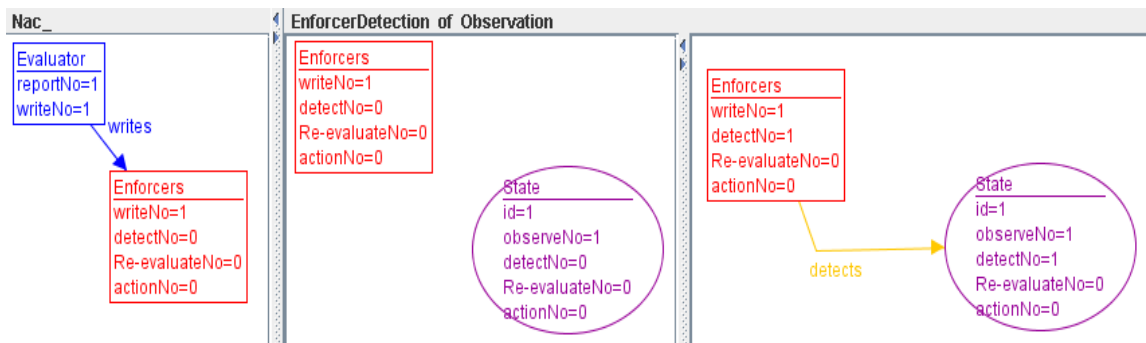 Nac_
EnforcerDetection of Observation
Evaluator
reportNo=1
writeNo=1
writes
Enforcers
writeNo=1
detectNo=0
Re-evaluateNo=0
actionNo=0
Enforcers
writeNo=1
detectNo=0
Re-evaluateNo=0
actionNo=0
State
id=1
observeNo=1
detectNo=0
Re-evaluateNo=0
actionNo=0
Enforcers
writeNo=1
detectNo=1
Re-evaluateNo=0
actionNo=0
detects
State
id=1
observeNo=1
detectNo=1
Re-evaluateNo=0
actionNo=0